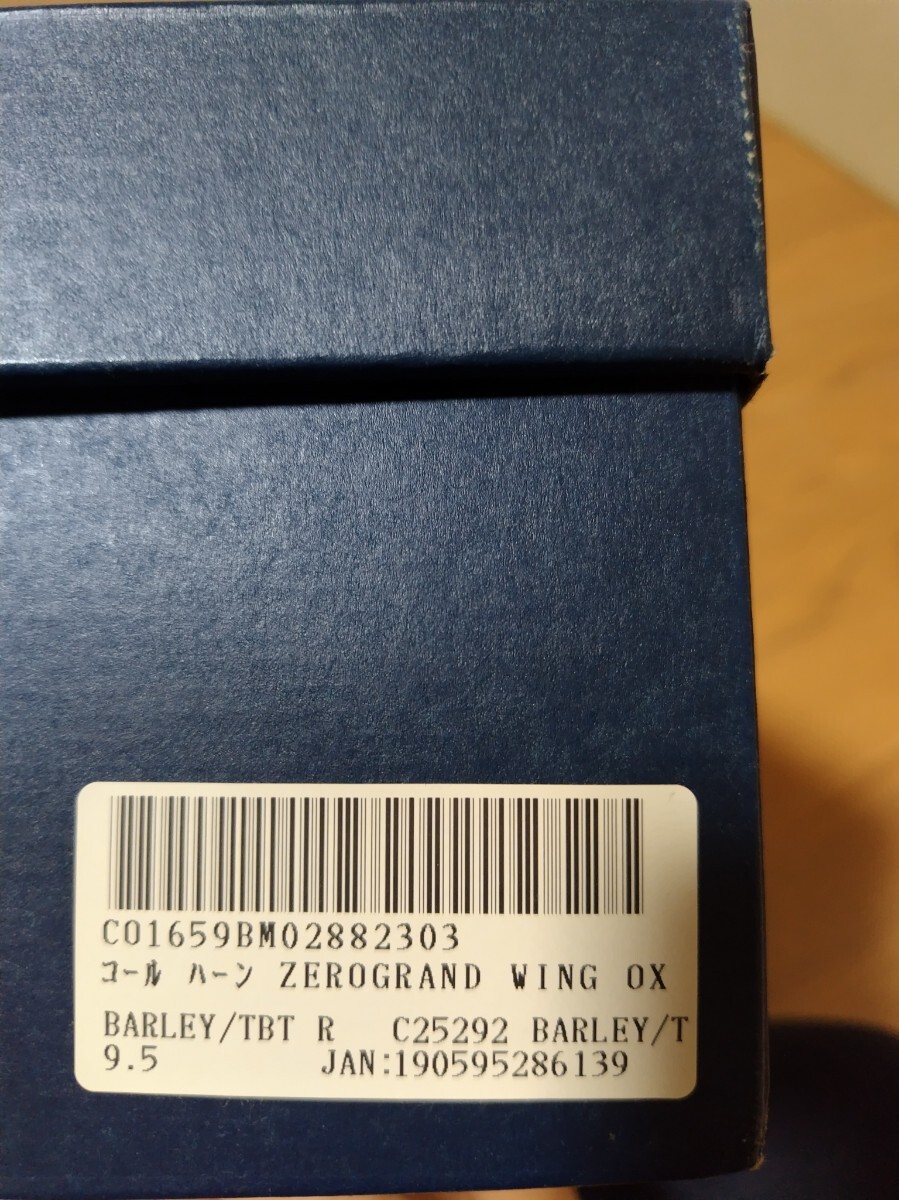 C01659BM02882303
コール ハーン ZEROGRAND WING OX
BARLEY/TBT R C25292 BARLEY/T
9.5 JAN:190595286139